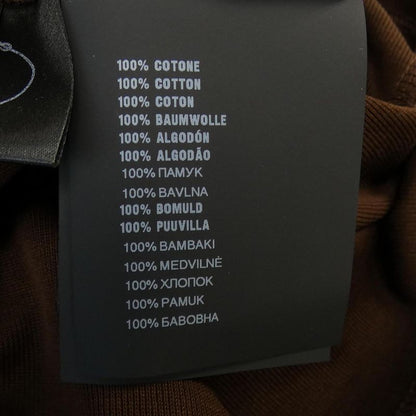 100% COTONE
100% COTTON
100% COTON
100% BAUMWOLLE
100% ALGODÓN
100% ALGODÃO
100% ПАМУК
100% BAVLNA
100% BOMULD
100% PUUVILLA
100% BAMBAKI
100% MEDVILNĖ
100% ХЛОПОК
100% PAMUK
100% БАВОВНА